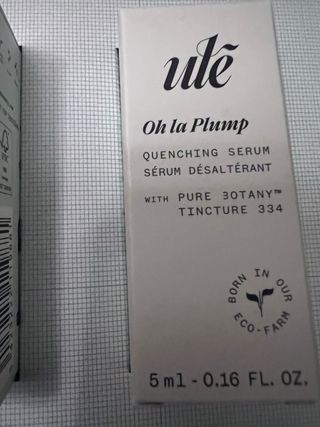 utē
Oh la Plump
QUENCHING SERUM
SÉRUM DÉSALTÉRANT
WITH PURE BOTANY™
TINCTURE 334
BORN IN OUR
ECO-FARM
5 ml - 0.16 FL. OZ.